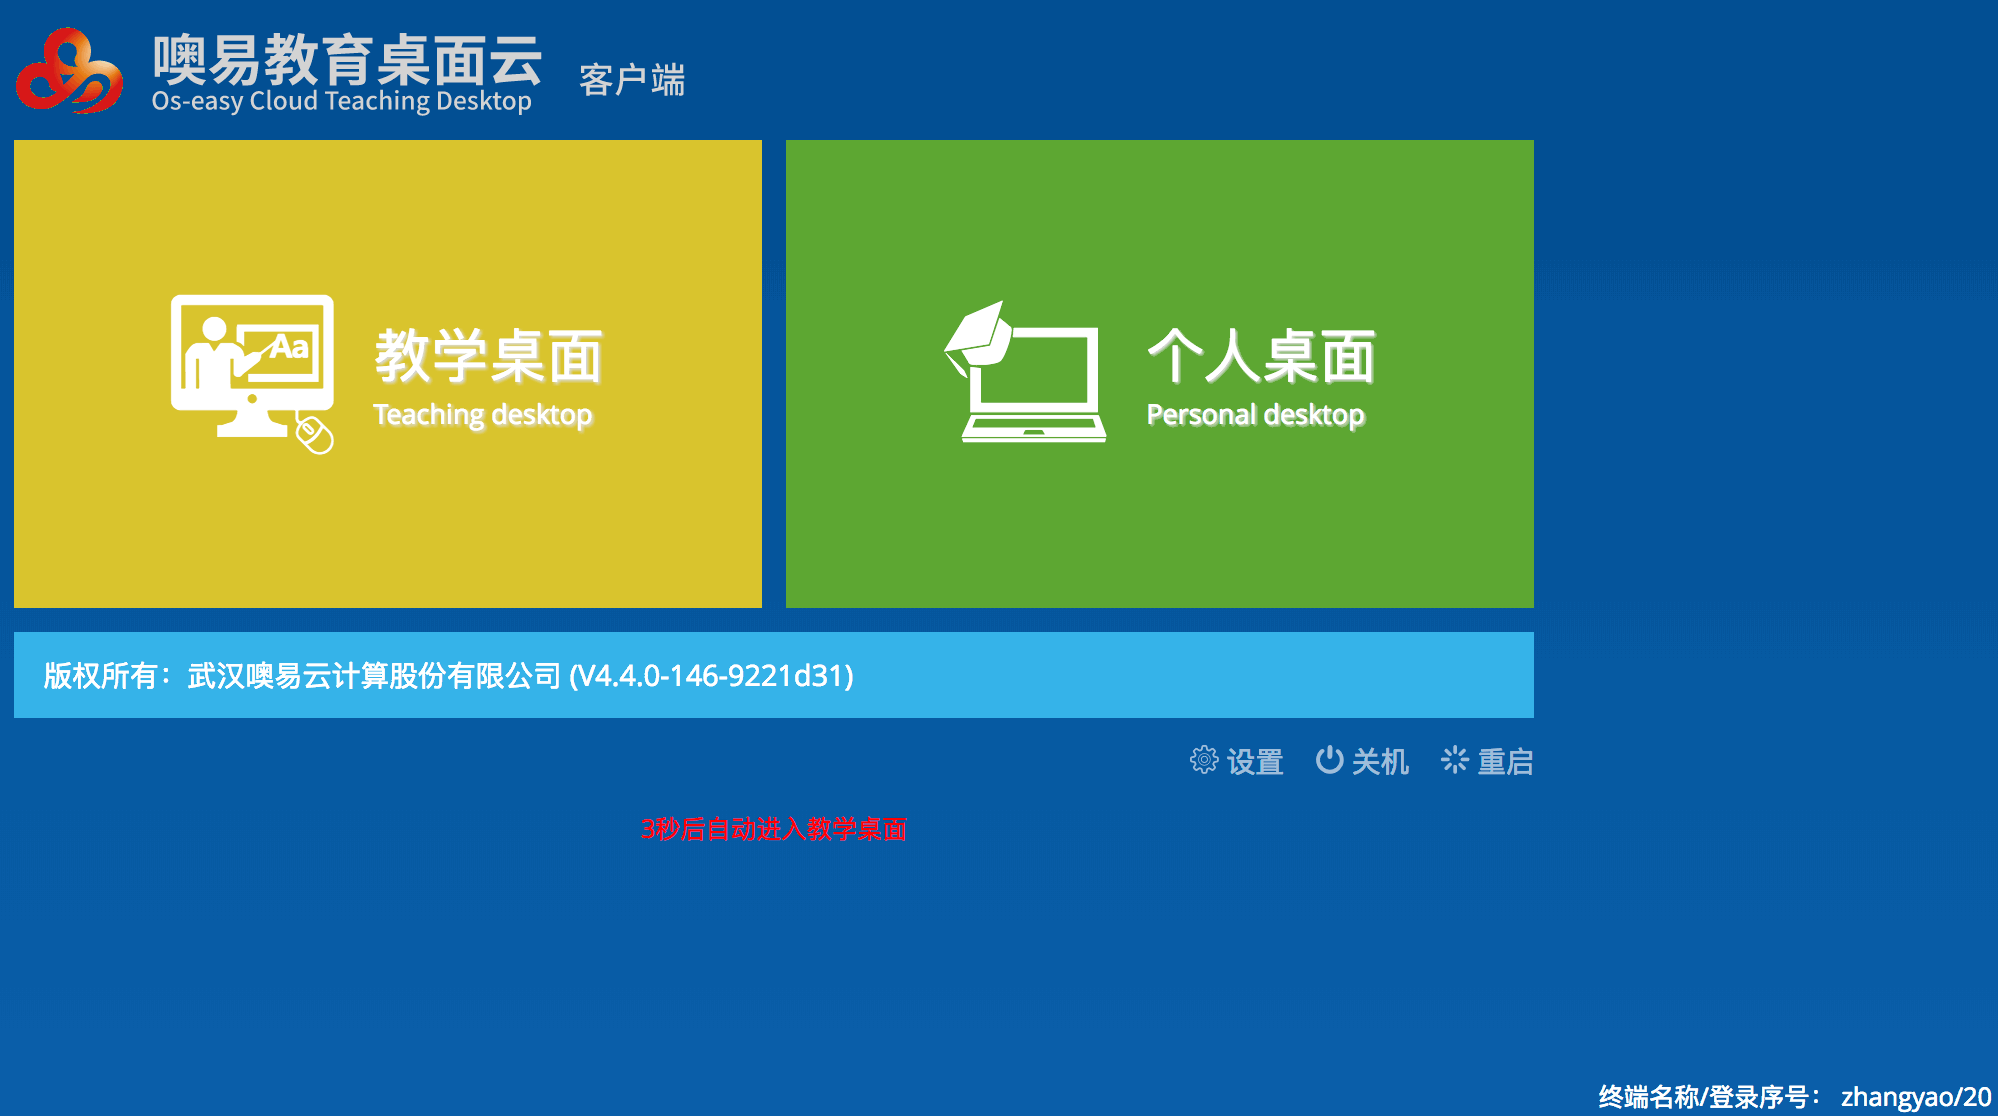 噢易教育桌面云
Os-easy Cloud Teaching Desktop
客户端
Aa
教学桌面
Teaching desktop
个人桌面
Personal desktop
版权所有：武汉噢易云计算股份有限公司 (V4.4.0-146-9221d31)
设置 关机 重启
3秒后自动进入教学桌面
终端名称/登录序号： zhangyao/20